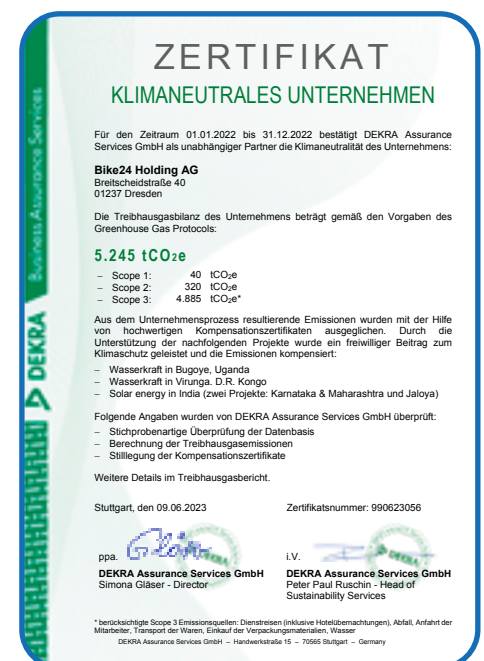 ZERTIFIKAT
KLIMANEUTRALES UNTERNEHMEN
Für den Zeitraum 01.01.2022 bis 31.12.2022 bestätigt DEKRA Assurance
Services GmbH als unabhängiger Partner die Klimaneutralität des Unternehmens:
Bike24 Holding AG
Breitscheidstraße 40
01237 Dresden
Die Treibhausgasbilanz des Unternehmens beträgt gemäß den Vorgaben des
Greenhouse Gas Protocols:
5.245 tCO₂e
– Scope 1: 40 tCO₂e
– Scope 2: 320 tCO₂e
– Scope 3: 4.885 tCO₂e*
Aus dem Unternehmensprozess resultierende Emissionen wurden mit der Hilfe
von hochwertigen Kompensationszertifikaten ausgeglichen. Durch die
Unterstützung der nachfolgenden Projekte wurde ein freiwilliger Beitrag zum
Klimaschutz geleistet und die Emissionen kompensiert:
– Wasserkraft in Bugoye, Uganda
– Wasserkraft in Virunga. D.R. Kongo
– Solar energy in India (zwei Projekte: Karnataka & Maharashtra und Jaloya)
Folgende Angaben wurden von DEKRA Assurance Services GmbH überprüft:
– Stichprobenartige Überprüfung der Datenbasis
– Berechnung der Treibhausgasemissionen
– Stilllegung der Kompensationszertifikate
Weitere Details im Treibhausgasbericht.
Stuttgart, den 09.06.2023 Zertifikatsnummer: 990623056
ppa. i.V.
DEKRA Assurance Services GmbH DEKRA Assurance Services GmbH
Simona Gläser - Director Peter Paul Ruschin - Head of
Sustainability Services
* berücksichtigte Scope 3 Emissionsquellen: Dienstreisen (inklusive Hotelübernachtungen), Abfall, Anfahrt der
Mitarbeiter, Transport der Waren, Einkauf der Verpackungsmaterialien, Wasser
DEKRA Assurance Services GmbH – Handwerkstraße 15 – 70565 Stuttgart – Germany
Business Assurance Services
DEKRA